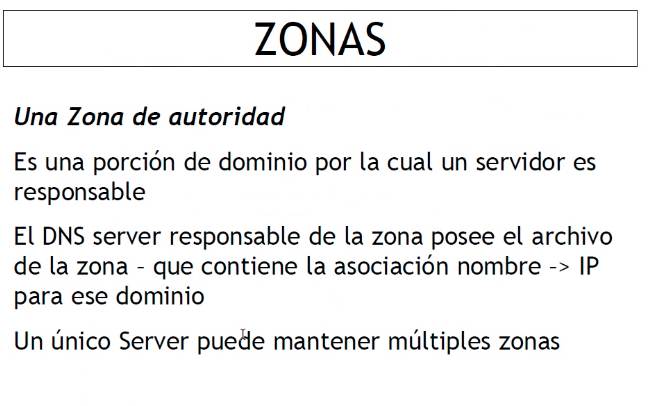 ZONAS
Una Zona de autoridad
Es una porción de dominio por la cual un servidor es
responsable
El DNS server responsable de la zona posee el archivo
de la zona - que contiene la asociación nombre -> IP
para ese dominio
Un único Server puede mantener múltiples zonas